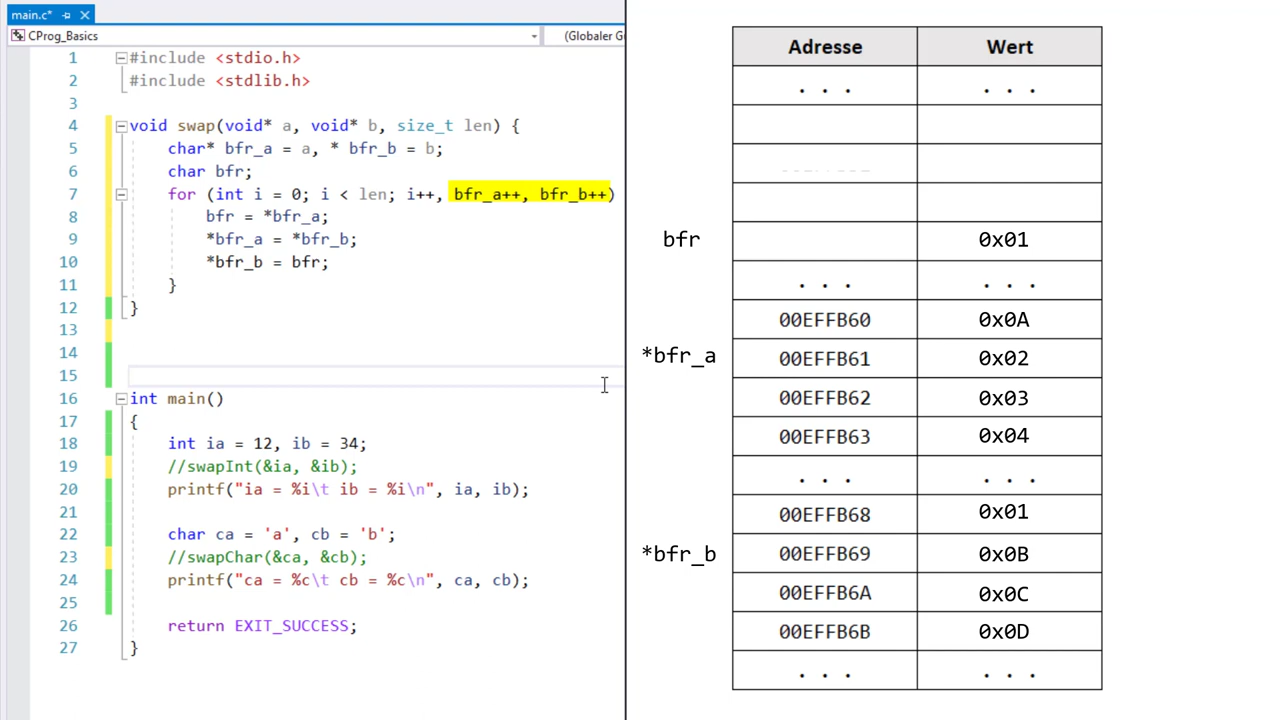 main.c*
CProg_Basics
(Globaler G
1 #include <stdio.h>
2 #include <stdlib.h>
3
4 void swap(void* a, void* b, size_t len) {
5 char* bfr_a = a, * bfr_b = b;
6 char bfr;
7 for (int i = 0; i < len; i++, bfr_a++, bfr_b++)
8 bfr = *bfr_a;
9 *bfr_a = *bfr_b;
10 *bfr_b = bfr;
11 }
12 }
13
14
15
16 int main()
17 {
18 int ia = 12, ib = 34;
19 //swapInt(&ia, &ib);
20 printf("ia = %i\t ib = %i\n", ia, ib);
21
22 char ca = 'a', cb = 'b';
23 //swapChar(&ca, &cb);
24 printf("ca = %c\t cb = %c\n", ca, cb);
25
26 return EXIT_SUCCESS;
27 }
Adresse Wert
. . . . . .
bfr 0x01
. . . . . .
00EFFB60 0x0A
*bfr_a 00EFFB61 0x02
00EFFB62 0x03
00EFFB63 0x04
. . . . . .
00EFFB68 0x01
*bfr_b 00EFFB69 0x0B
00EFFB6A 0x0C
00EFFB6B 0x0D
. . . . . .